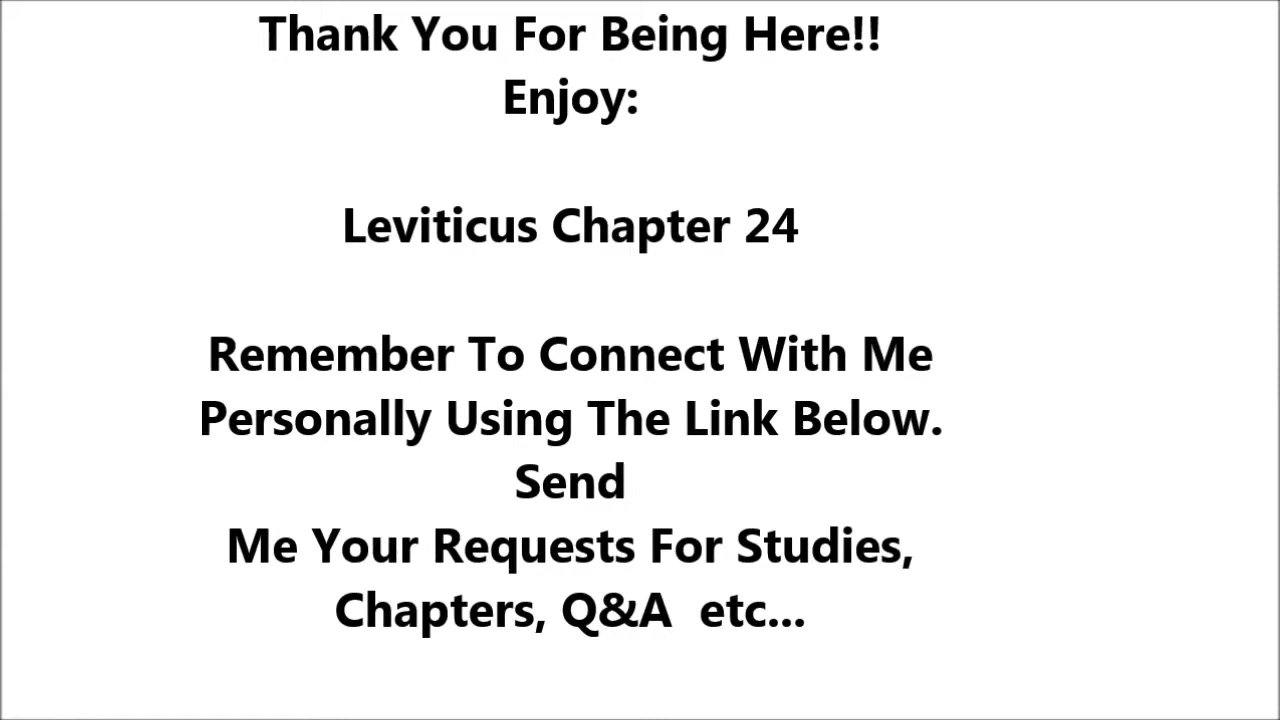 Thank You For Being Here!!
Enjoy:
Leviticus Chapter 24
Remember To Connect With Me
Personally Using The Link Below.
Send
Me Your Requests For Studies,
Chapters, Q&A  etc...